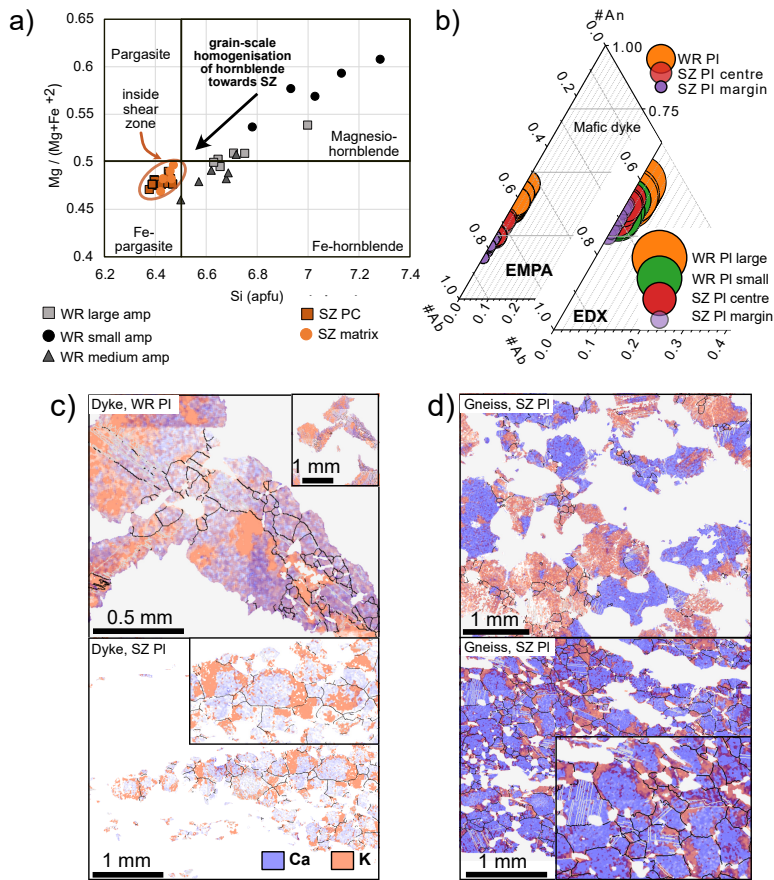 a)
Mg / (Mg+Fe +2)
0.65
0.6
0.55
0.5
0.45
0.4
Pargasite
grain-scale
homogenisation
of hornblende
towards SZ
inside
shear
zone
Magnesio-
hornblende
Fe-
pargasite
Fe-hornblende
6.2
6.4
6.6
6.8
7
7.2
7.4
Si (apfu)
WR large amp
WR small amp
WR medium amp
SZ PC
SZ matrix
b)
#An
0.0
1.00
WR Pl
SZ Pl centre
SZ Pl margin
0.2
0.75
Mafic dyke
0.4
0.6
0.6
0.8
0.8
1.0
EMPA
#Ab
0.0
0.1
1.0
EDX
#Ab
0.0
0.1
0.2
0.3
0.4
WR Pl large
WR Pl small
SZ Pl centre
SZ Pl margin
c)
Dyke, WR Pl
1 mm
0.5 mm
Dyke, SZ Pl
1 mm
Ca
K
d)
Gneiss, SZ Pl
1 mm
Gneiss, SZ Pl
1 mm